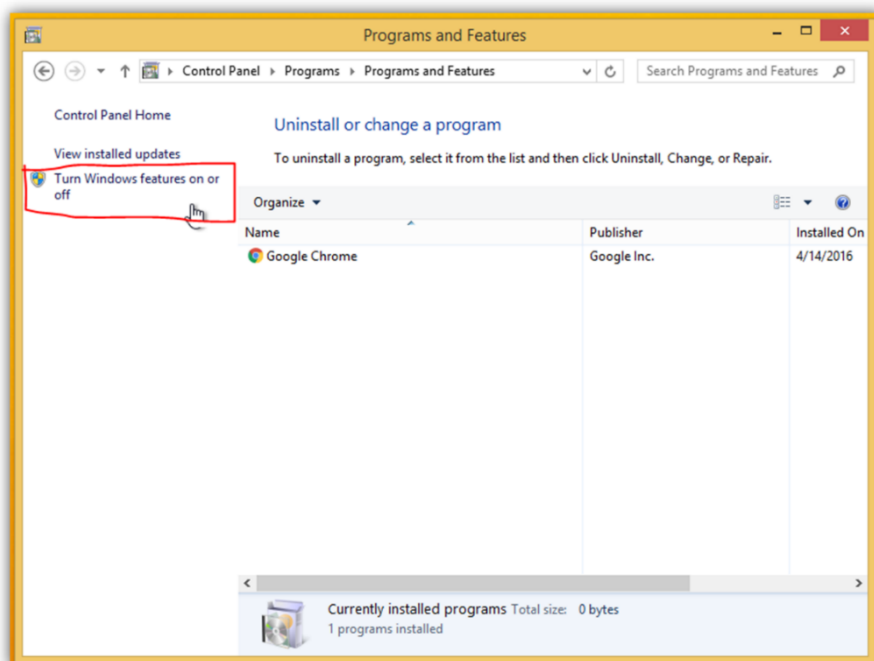 Programs and Features
Control Panel Programs Programs and Features
Search Programs and Features
Control Panel Home
View installed updates
Turn Windows features on or
off
Uninstall or change a program
To uninstall a program, select it from the list and then click Uninstall, Change, or Repair.
Organize
Name Publisher Installed On
Google Chrome Google Inc. 4/14/2016
Currently installed programs Total size: 0 bytes
1 programs installed